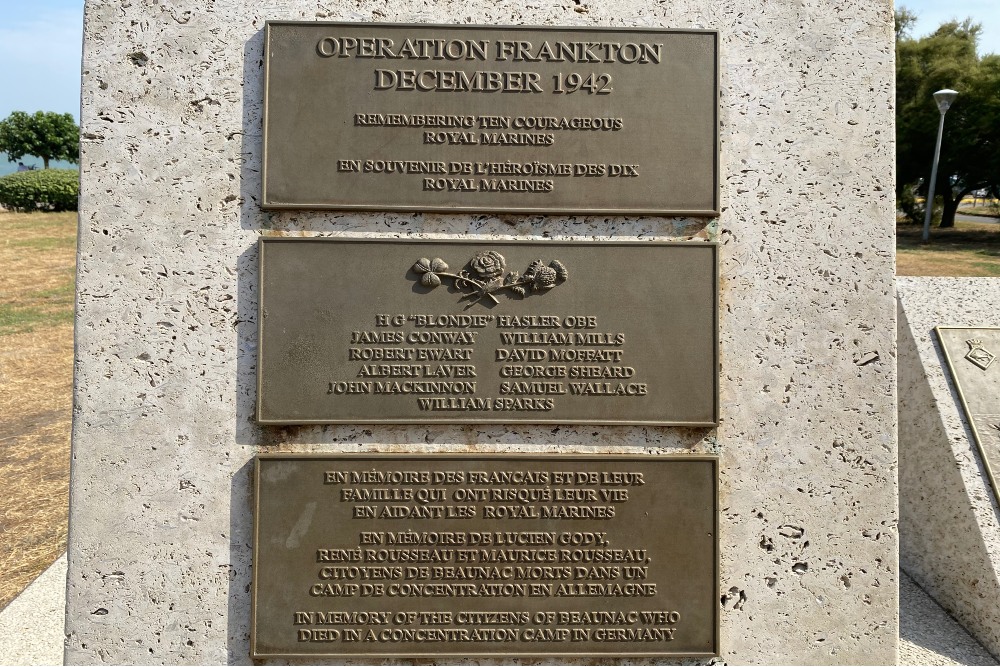 OPERATION FRANKTON
DECEMBER 1942
REMEMBERING TEN COURAGEOUS
ROYAL MARINES
EN SOUVENIR DE L'HÉROÏSME DES DIX
ROYAL MARINES
H G "BLONDIE" HASLER OBE
JAMES CONWAY WILLIAM MILLS
ROBERT EWART DAVID MOFFATT
ALBERT LAVER GEORGE SHEARD
JOHN MACKINNON SAMUEL WALLACE
WILLIAM SPARKS
EN MÉMOIRE DES FRANCAIS ET DE LEUR
FAMILLE QUI ONT RISQUÉ LEUR VIE
EN AIDANT LES ROYAL MARINES
EN MÉMOIRE DE LUCIEN GODY,
RENÉ ROUSSEAU ET MAURICE ROUSSEAU,
CITOYENS DE BEAUNAC MORTS DANS UN
CAMP DE CONCENTRATION EN ALLEMAGNE
IN MEMORY OF THE CITIZENS OF BEAUNAC WHO
DIED IN A CONCENTRATION CAMP IN GERMANY